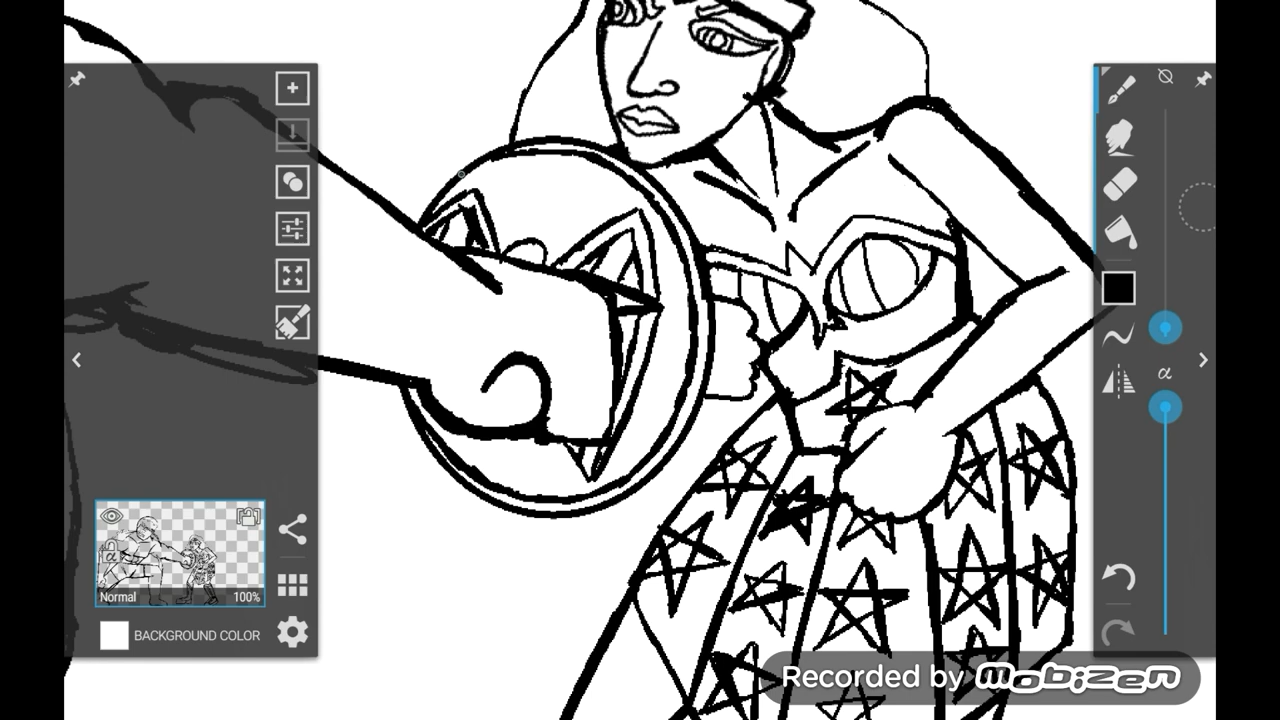 α
α
Normal 100%
BACKGROUND COLOR
Recorded by mobizen